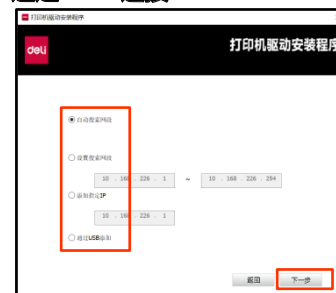 打印机驱动安装程序
deli
打印机驱动安装程序
自动搜索网段
设置搜索网段
10 . 168 . 226 . 1 ~ 10 . 168 . 226 . 254
添加指定IP
10 . 168 . 226 . 1
通过USB添加
返回 下一步